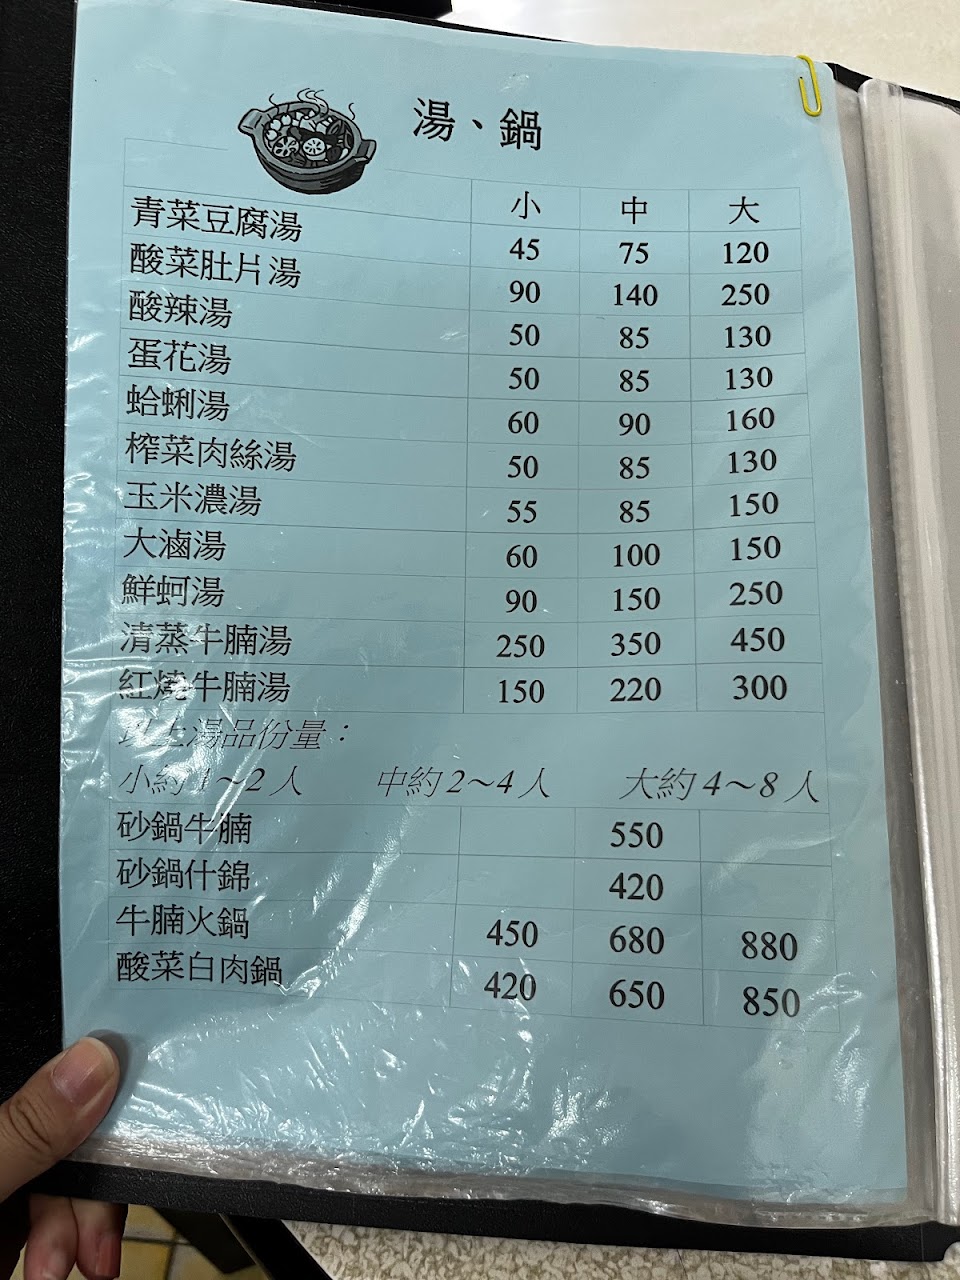 湯、鍋
小 中 大
青菜豆腐湯 45 75 120
酸菜肚片湯 90 140 250
酸辣湯 50 85 130
蛋花湯 50 85 130
蛤蜊湯 60 90 160
榨菜肉絲湯 50 85 130
玉米濃湯 55 85 150
大滷湯 60 100 150
鮮蚵湯 90 150 250
清蒸牛腩湯 250 350 450
紅燒牛腩湯 150 220 300
以上湯品份量：
小約1～2人 中約2～4人 大約4～8人
砂鍋牛腩 550
砂鍋什錦 420
牛腩火鍋 450 680 880
酸菜白肉鍋 420 650 850